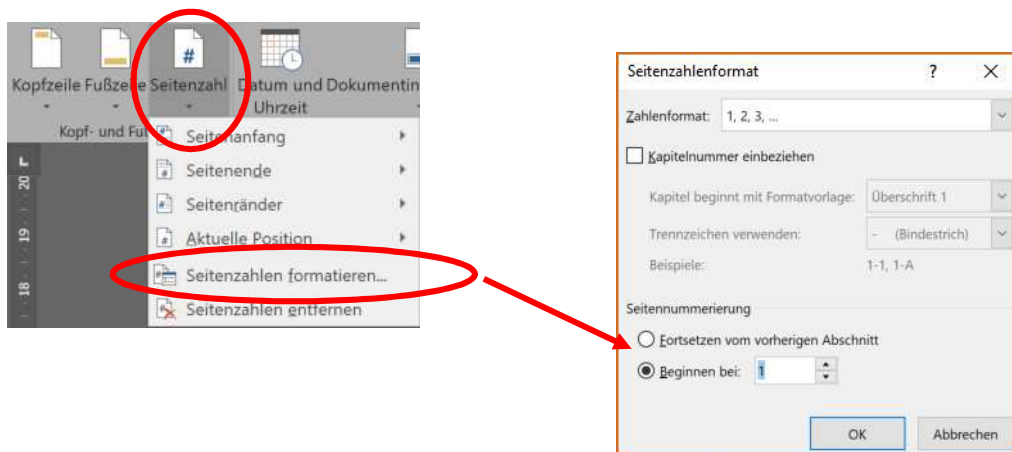 #
Kopfzeile Fußzeile Seitenzahl Datum und Dokumentin
Uhrzeit
Kopf- und Fu
Seitenanfang
Seitenende
Seitenränder
Aktuelle Position
Seitenzahlen formatieren...
Seitenzahlen entfernen
20
19
18
Seitenzahlenformat ? X
Zahlenformat: 1, 2, 3, ...
Kapitelnummer einbeziehen
Kapitel beginnt mit Formatvorlage: Überschrift 1
Trennzeichen verwenden: - (Bindestrich)
Beispiele: 1-1, 1-A
Seitennummerierung
Fortsetzen vom vorherigen Abschnitt
Beginnen bei: 1
OK Abbrechen